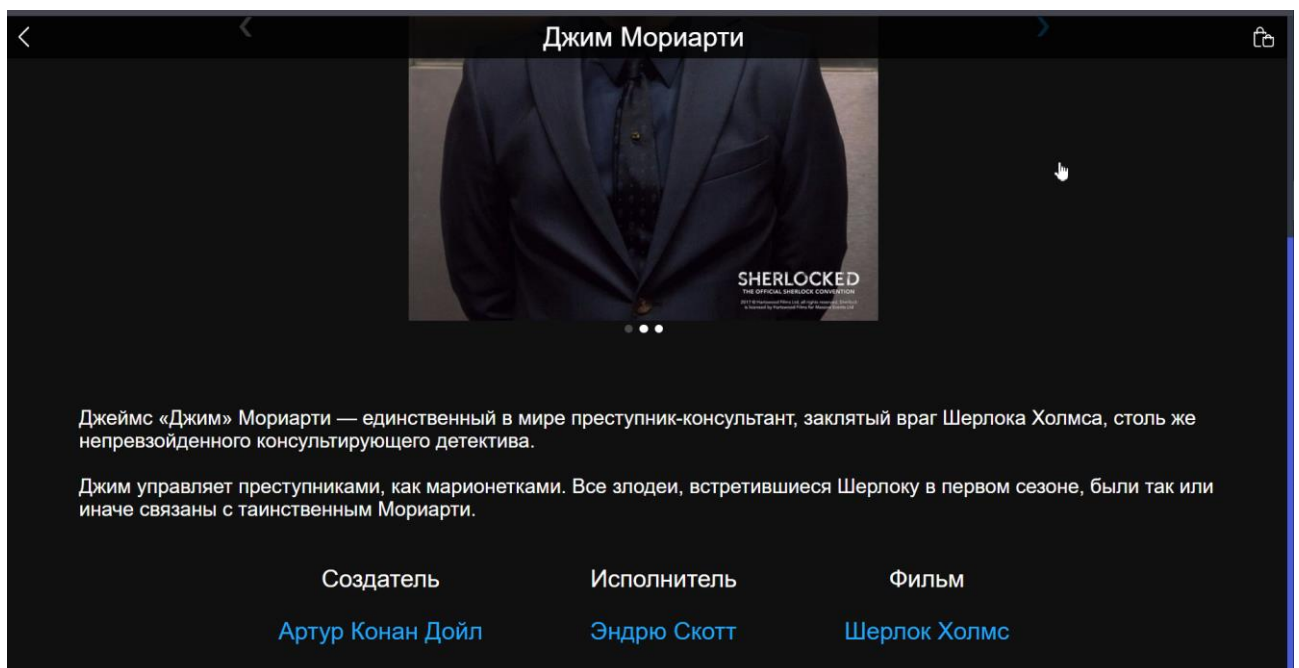 Джим Мориарти
SHERLOCKED
THE OFFICIAL SHERLOCK CONVENTION
Джеймс «Джим» Мориарти — единственный в мире преступник-консультант, заклятый враг Шерлока Холмса, столь же
непревзойденного консультирующего детектива.
Джим управляет преступниками, как марионетками. Все злодеи, встретившиеся Шерлоку в первом сезоне, были так или
иначе связаны с таинственным Мориарти.
Создатель Исполнитель Фильм
Артур Конан Дойл Эндрю Скотт Шерлок Холмс